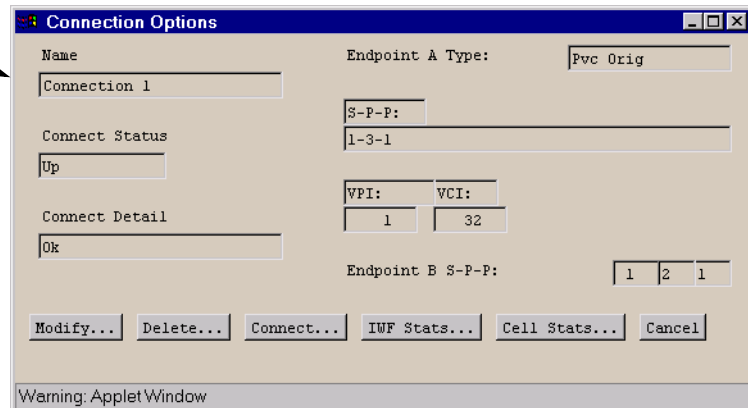 Connection Options
Name
Connection 1
Connect Status
Up
Connect Detail
Ok
Endpoint A Type: Pvc Orig
S-P-P:
1-3-1
VPI: VCI:
1 32
Endpoint B S-P-P: 1 2 1
Modify... Delete... Connect... IWF Stats... Cell Stats... Cancel
Warning: Applet Window